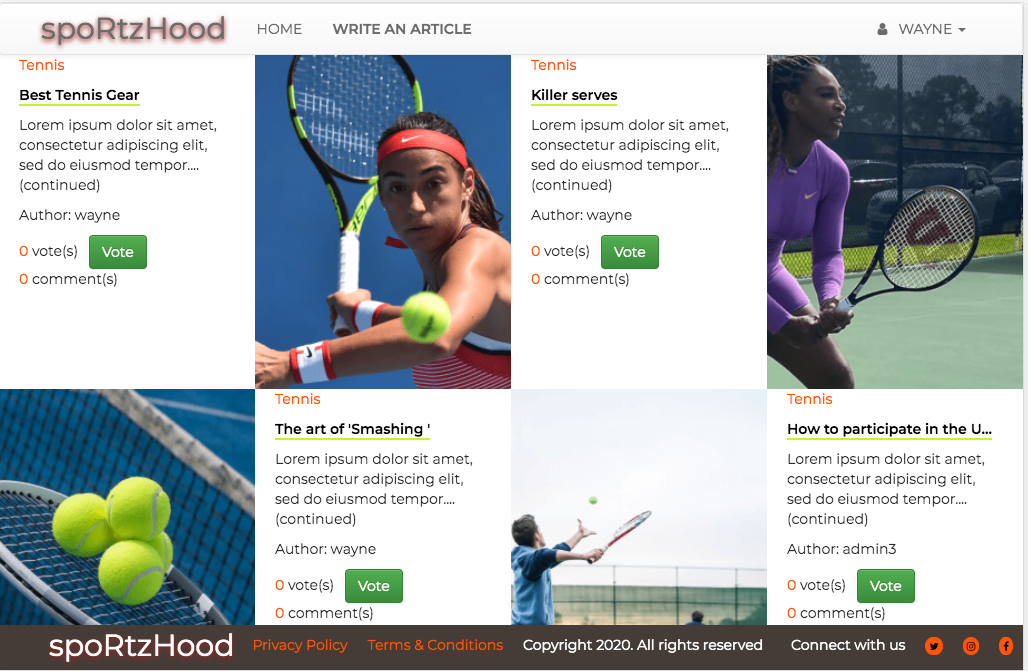 spoRtzHood
HOME
WRITE AN ARTICLE
WAYNE
Tennis
Best Tennis Gear
Lorem ipsum dolor sit amet,
consectetur adipiscing elit,
sed do eiusmod tempor....
(continued)
Author: wayne
0 vote(s)
Vote
0 comment(s)
Tennis
Killer serves
Lorem ipsum dolor sit amet,
consectetur adipiscing elit,
sed do eiusmod tempor....
(continued)
Author: wayne
0 vote(s)
Vote
0 comment(s)
Tennis
The art of 'Smashing '
Lorem ipsum dolor sit amet,
consectetur adipiscing elit,
sed do eiusmod tempor....
(continued)
Author: wayne
0 vote(s)
Vote
0 comment(s)
Tennis
How to participate in the U...
Lorem ipsum dolor sit amet,
consectetur adipiscing elit,
sed do eiusmod tempor....
(continued)
Author: admin3
0 vote(s)
Vote
0 comment(s)
spoRtzHood
Privacy Policy
Terms & Conditions
Copyright 2020. All rights reserved
Connect with us